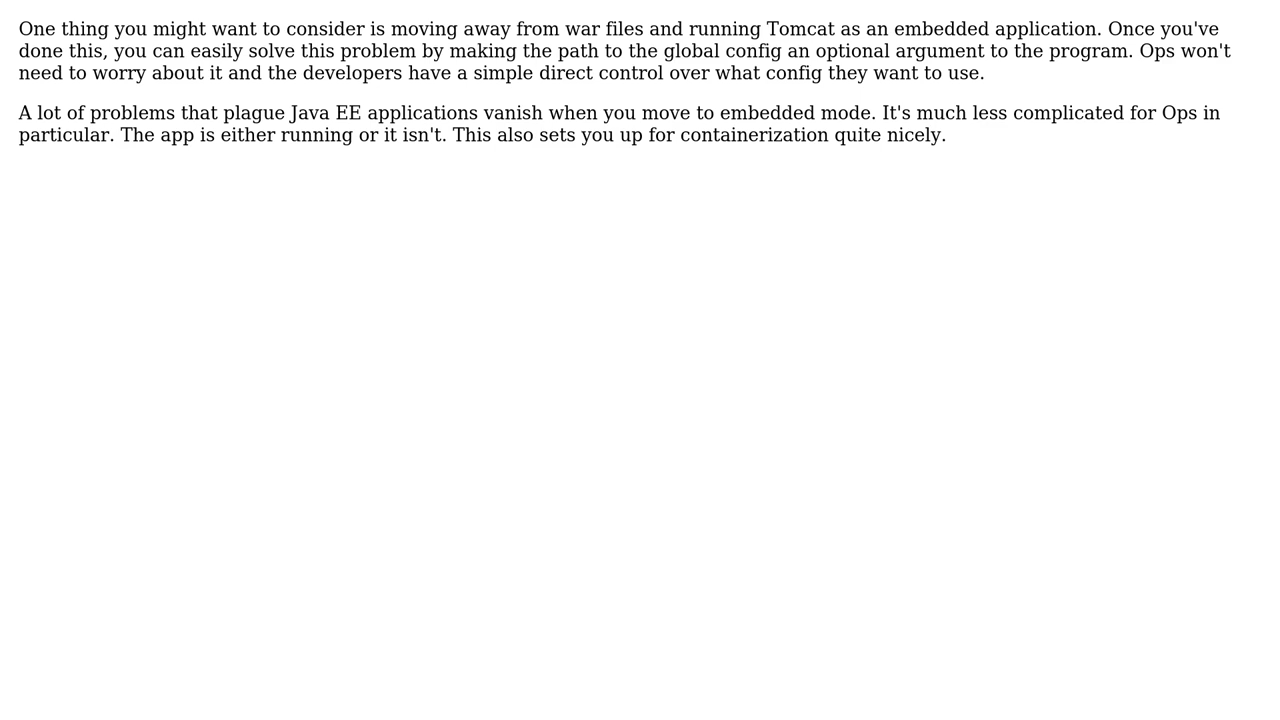 One thing you might want to consider is moving away from war files and running Tomcat as an embedded application. Once you've
done this, you can easily solve this problem by making the path to the global config an optional argument to the program. Ops won't
need to worry about it and the developers have a simple direct control over what config they want to use.
A lot of problems that plague Java EE applications vanish when you move to embedded mode. It's much less complicated for Ops in
particular. The app is either running or it isn't. This also sets you up for containerization quite nicely.